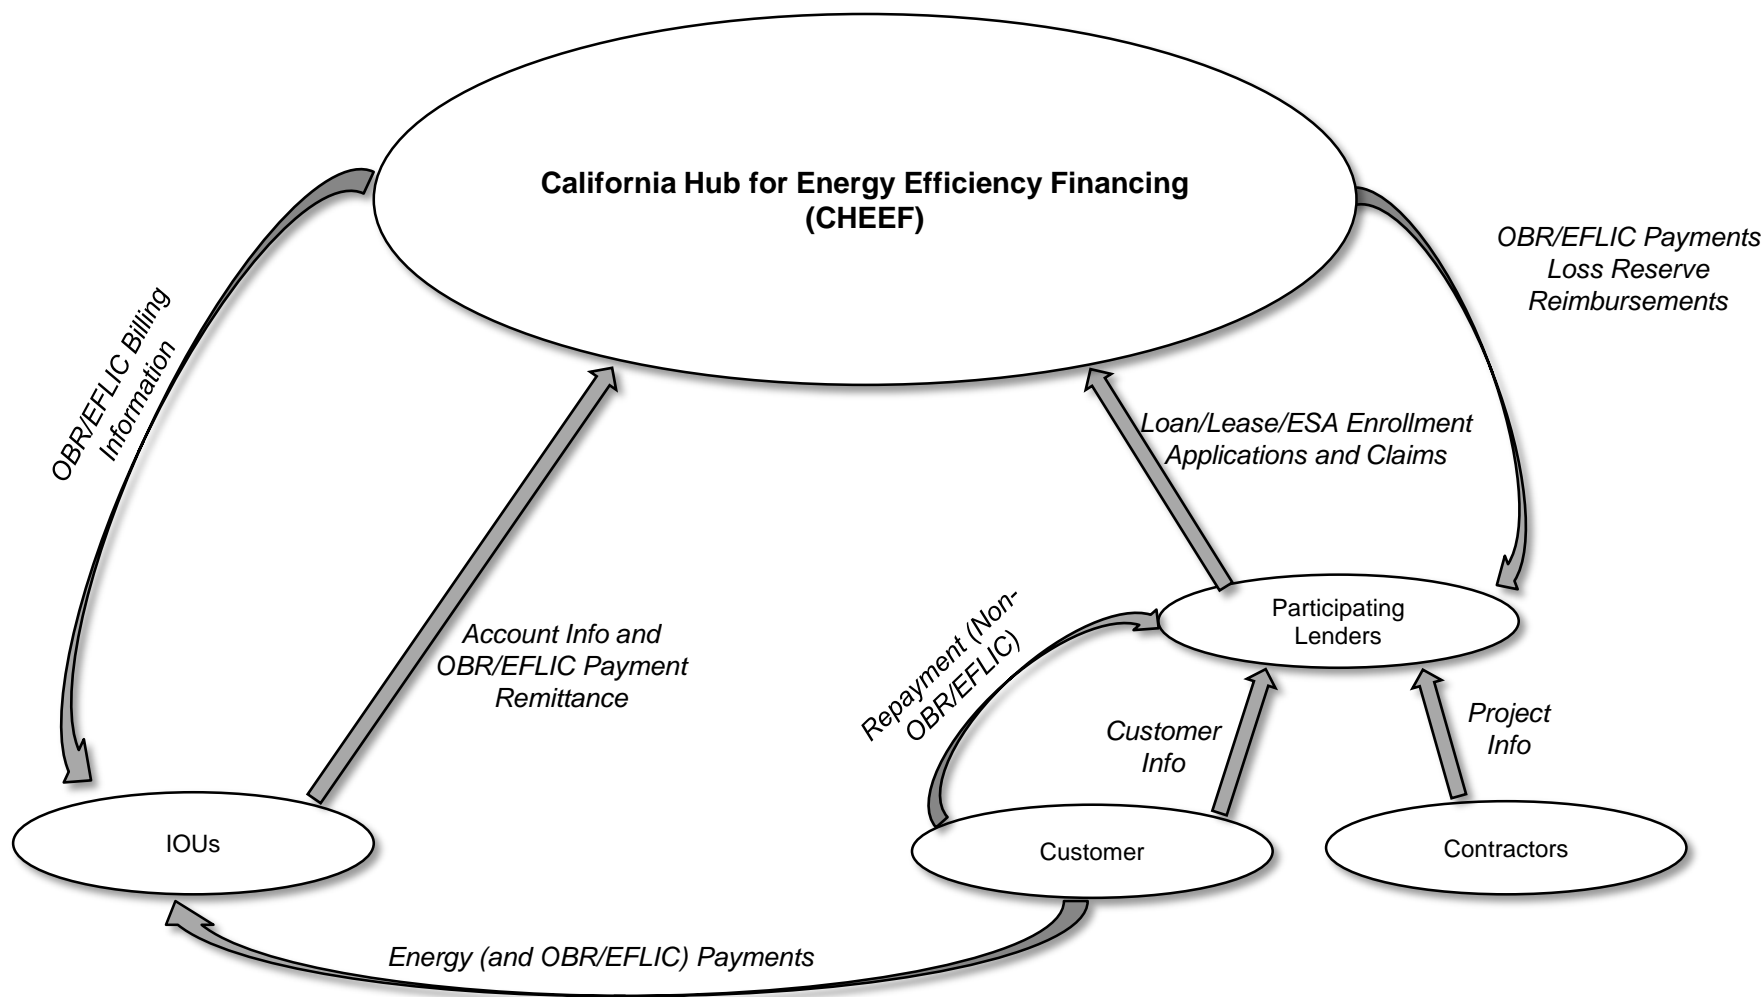 California Hub for Energy Efficiency Financing
(CHEEF)
OBR/EFLIC Payments
Loss Reserve
Reimbursements
OBR/EFLIC Billing
Information
Loan/Lease/ESA Enrollment
Applications and Claims
Participating
Lenders
Account Info and
OBR/EFLIC Payment
Remittance
Repayment (Non-
OBR/EFLIC)
Customer
Info
Project
Info
IOUs
Customer
Contractors
Energy (and OBR/EFLIC) Payments